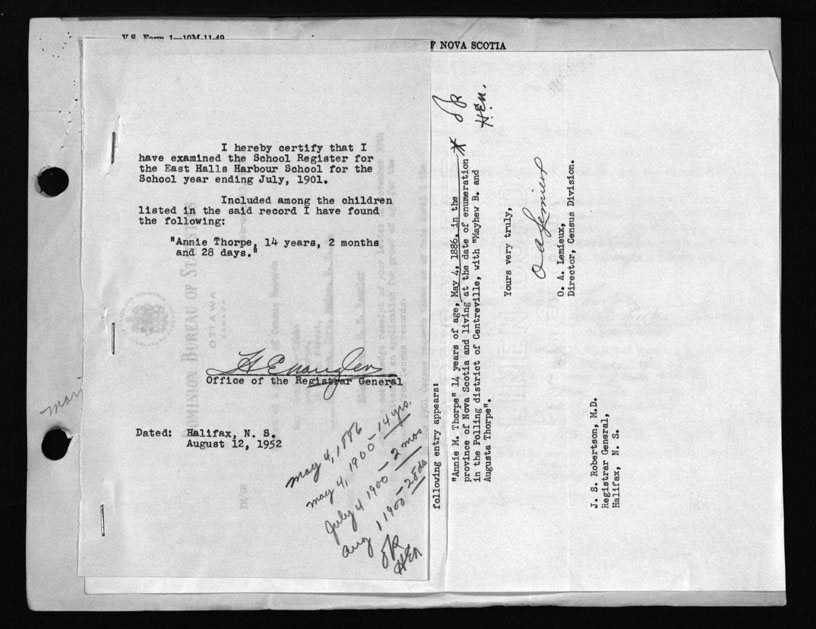 V.S. Form 1—10M-11-49
F NOVA SCOTIA
I hereby certify that I
have examined the School Register for
the East Halls Harbour School for the
School year ending July, 1901.
Included among the children
listed in the said record I have found
the following:
"Annie Thorpe, 14 years, 2 months
and 28 days."
Office of the Registrar General
Dated: Halifax, N. S.
August 12, 1952
May 4, 1886
May 4, 1900 — 14 yrs.
July 4 1900 — 2 mos
Aug 1 1900 — 28 da
OK
HEN
DOMINION BUREAU OF
OTTAWA
CANADA
following entry appears:
"Annie M. Thorpe" 14 years of age, May 4, 1886, in the
province of Nova Scotia and living at the date of enumeration
in the Polling district of Centreville, with "Mayhew B. and
Augusta Thorpe".
OK
H.E.N.
Yours very truly,
O A Lemieux
O. A. Lemieux,
Director, Census Division.
J. S. Robertson, M.D.
Registrar General,
Halifax, N. S.